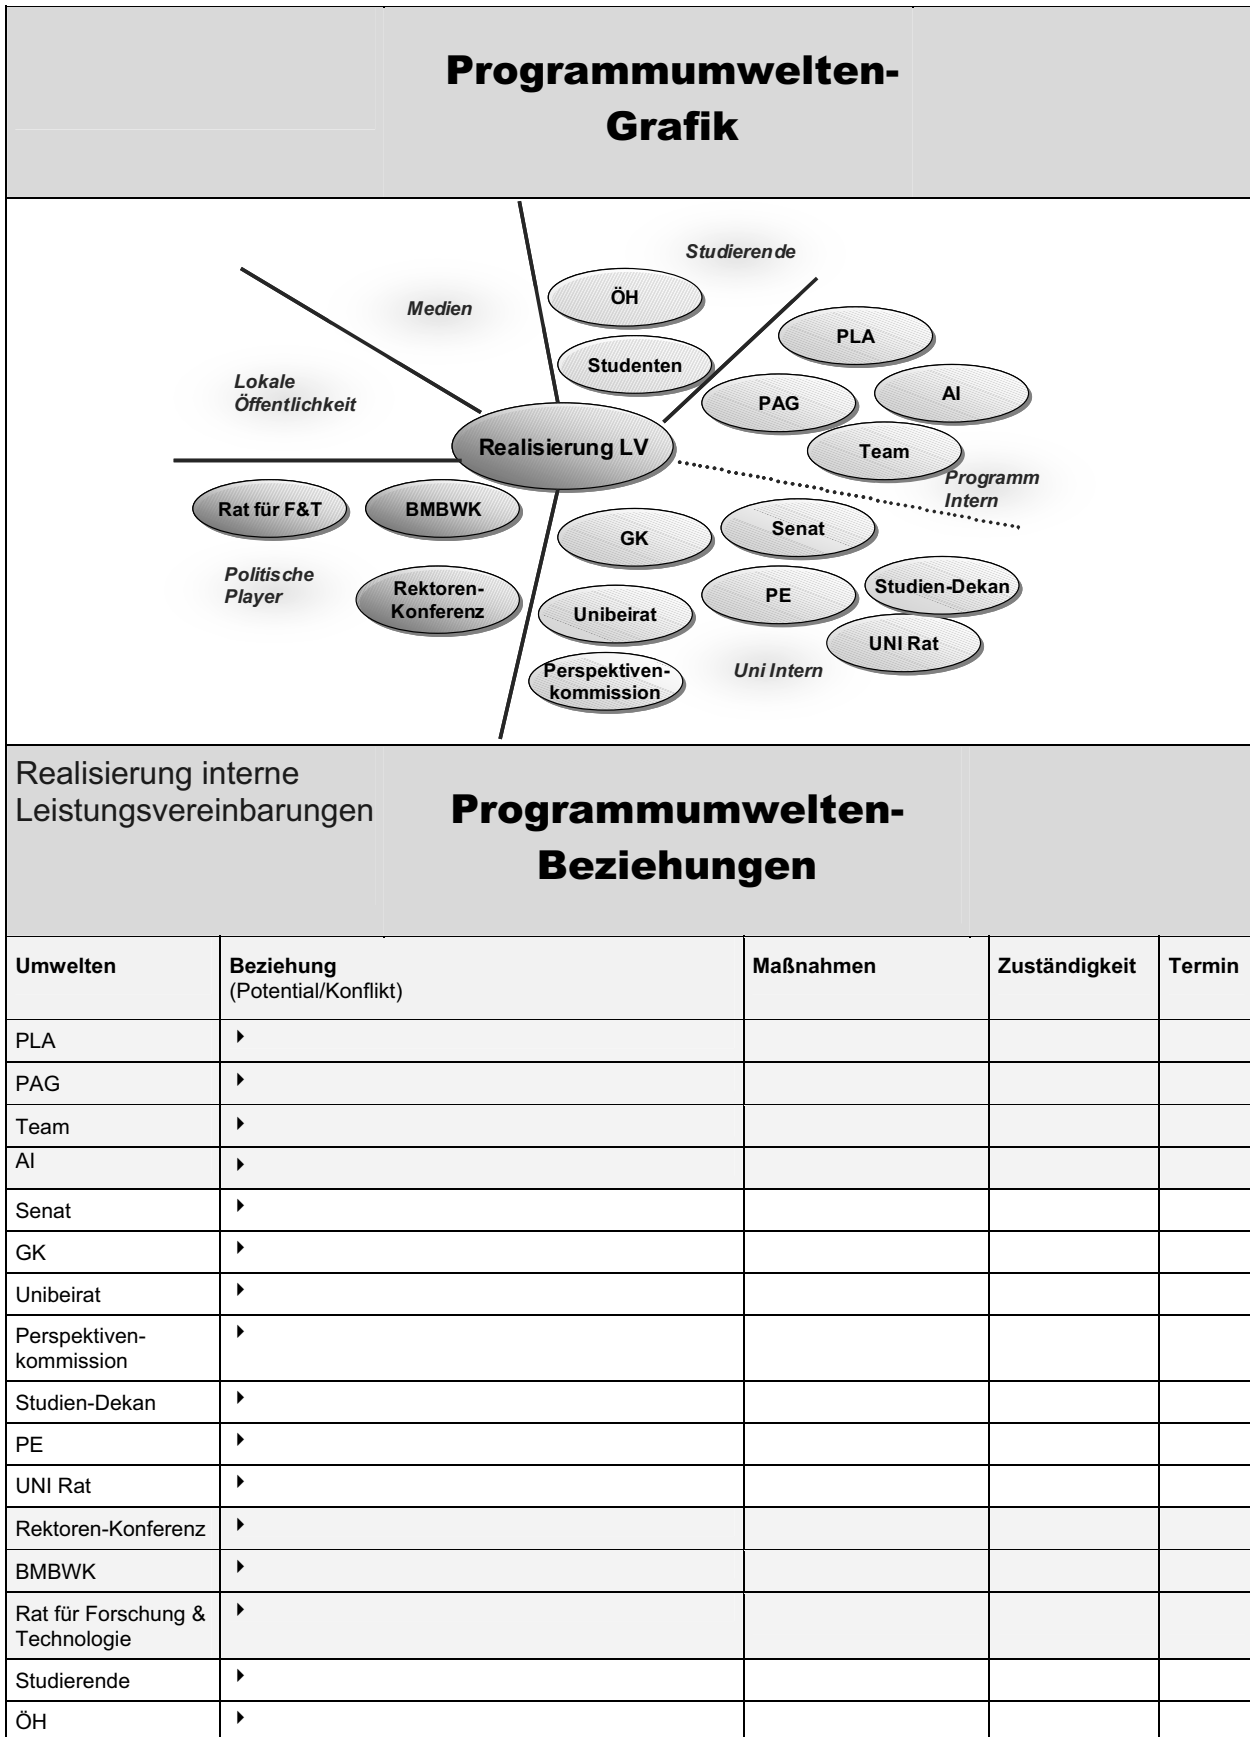 Programmumwelten-
Grafik
Studierende
Medien
ÖH
PLA
Studenten
Lokale
Öffentlichkeit
AI
PAG
Realisierung LV
Team
Programm
Intern
Rat für F&T
BMBWK
Senat
GK
Politische
Player
Rektoren-
Konferenz
PE
Studien-Dekan
Unibeirat
UNI Rat
Uni Intern
Perspektiven-
kommission
Realisierung interne
Leistungsvereinbarungen
Programmumwelten-
Beziehungen
Umwelten
Beziehung
(Potential/Konflikt)
Maßnahmen
Zuständigkeit
Termin
PLA
PAG
Team
AI
Senat
GK
Unibeirat
Perspektiven-
kommission
Studien-Dekan
PE
UNI Rat
Rektoren-Konferenz
BMBWK
Rat für Forschung &
Technologie
Studierende
ÖH